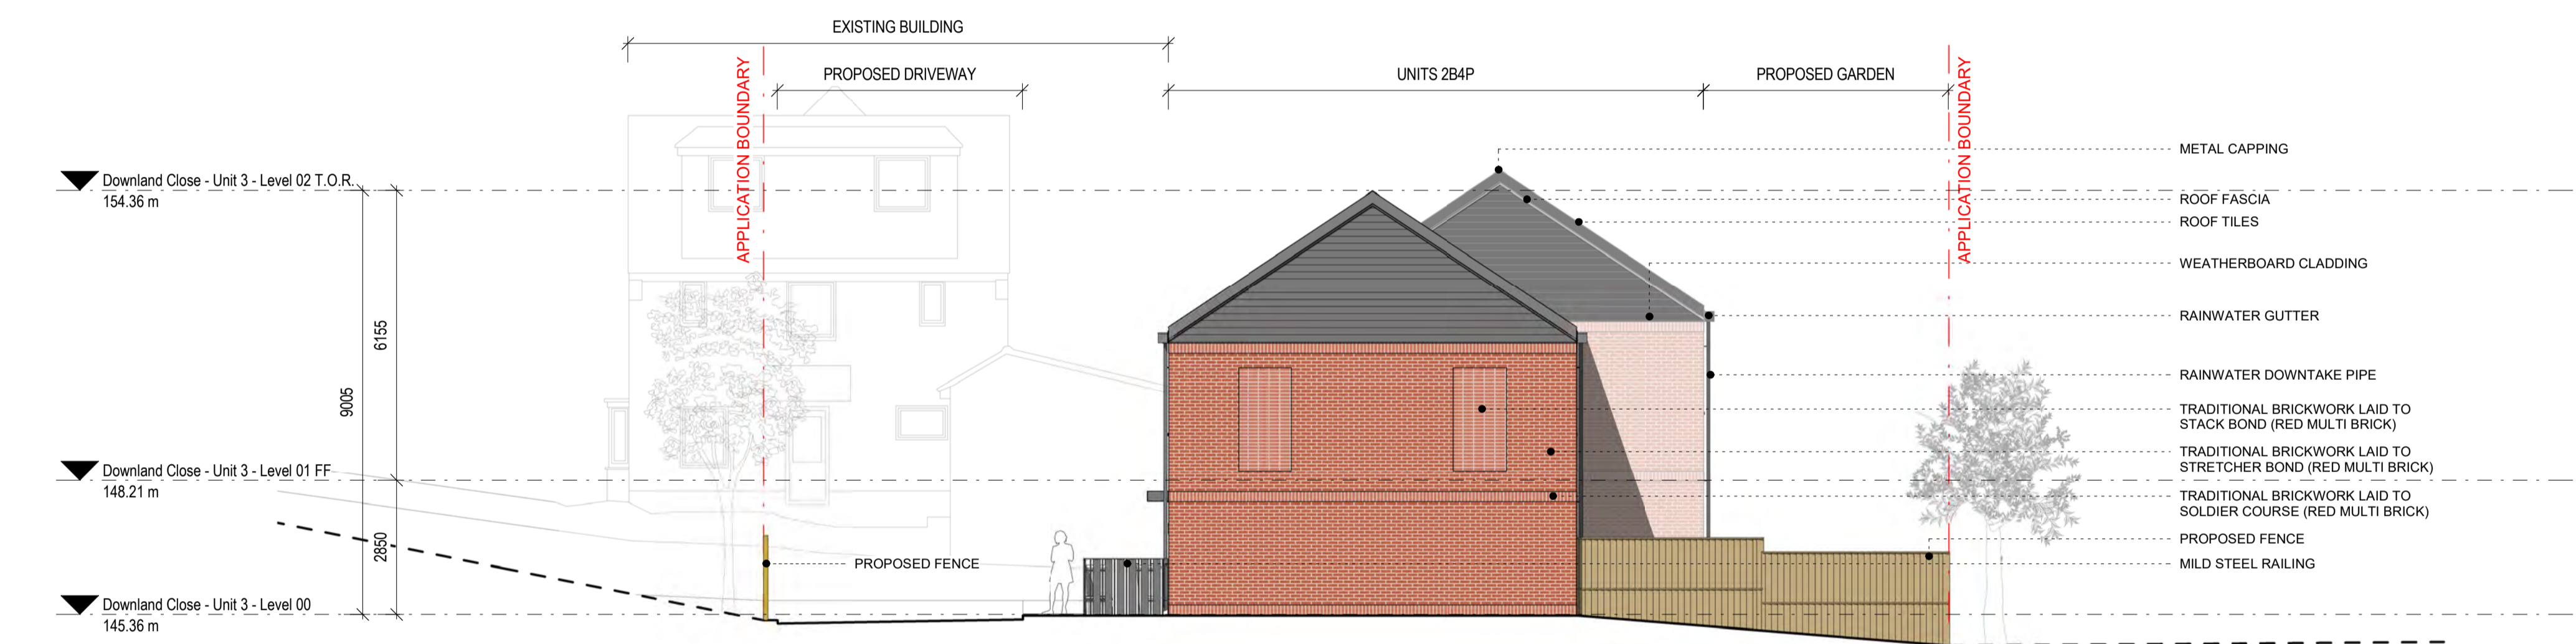 EXISTING BUILDING
PROPOSED DRIVEWAY
UNITS 2B4P
PROPOSED GARDEN
APPLICATION BOUNDARY
APPLICATION BOUNDARY
METAL CAPPING
Downland Close - Unit 3 - Level 02 T.O.R.
154.36 m
ROOF FASCIA
ROOF TILES
WEATHERBOARD CLADDING
RAINWATER GUTTER
6155
9005
RAINWATER DOWNTAKE PIPE
TRADITIONAL BRICKWORK LAID TO
STACK BOND (RED MULTI BRICK)
TRADITIONAL BRICKWORK LAID TO
STRETCHER BOND (RED MULTI BRICK)
Downland Close - Unit 3 - Level 01 FF
148.21 m
TRADITIONAL BRICKWORK LAID TO
SOLDIER COURSE (RED MULTI BRICK)
2850
PROPOSED FENCE
PROPOSED FENCE
MILD STEEL RAILING
Downland Close - Unit 3 - Level 00
145.36 m